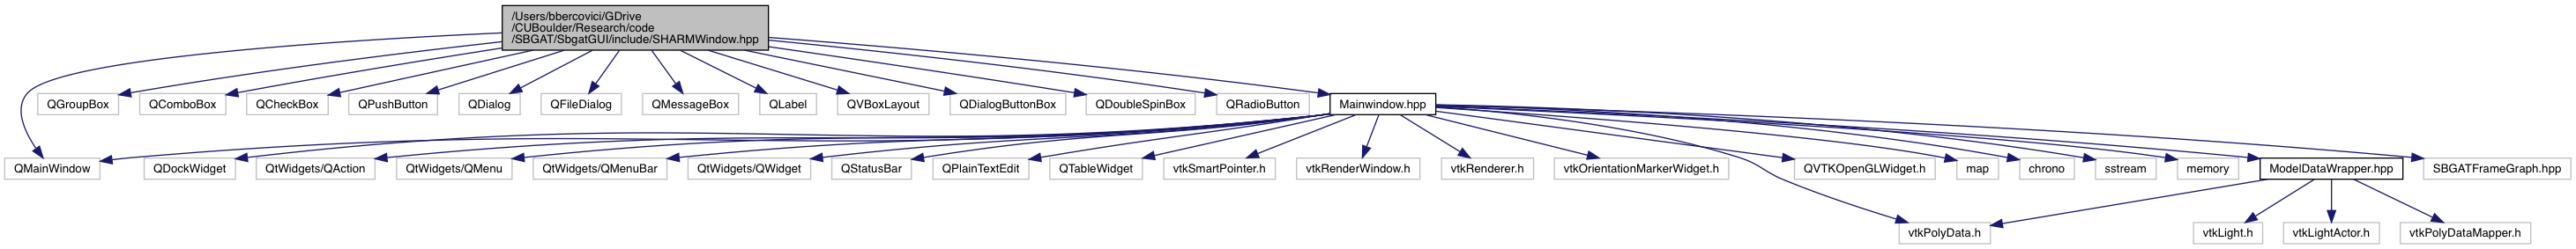 /Users/bbercovici/GDrive
/CUBoulder/Research/code
/SBGAT/SbgatGUI/include/SHARMWindow.hpp
QGroupBox
QComboBox
QCheckBox
QPushButton
QDialog
QFileDialog
QMessageBox
QLabel
QVBoxLayout
QDialogButtonBox
QDoubleSpinBox
QRadioButton
Mainwindow.hpp
QMainWindow
QDockWidget
QtWidgets/QAction
QtWidgets/QMenu
QtWidgets/QMenuBar
QtWidgets/QWidget
QStatusBar
QPlainTextEdit
QTableWidget
vtkSmartPointer.h
vtkRenderWindow.h
vtkRenderer.h
vtkOrientationMarkerWidget.h
QVTKOpenGLWidget.h
map
chrono
sstream
memory
ModelDataWrapper.hpp
SBGATFrameGraph.hpp
vtkPolyData.h
vtkLight.h
vtkLightActor.h
vtkPolyDataMapper.h